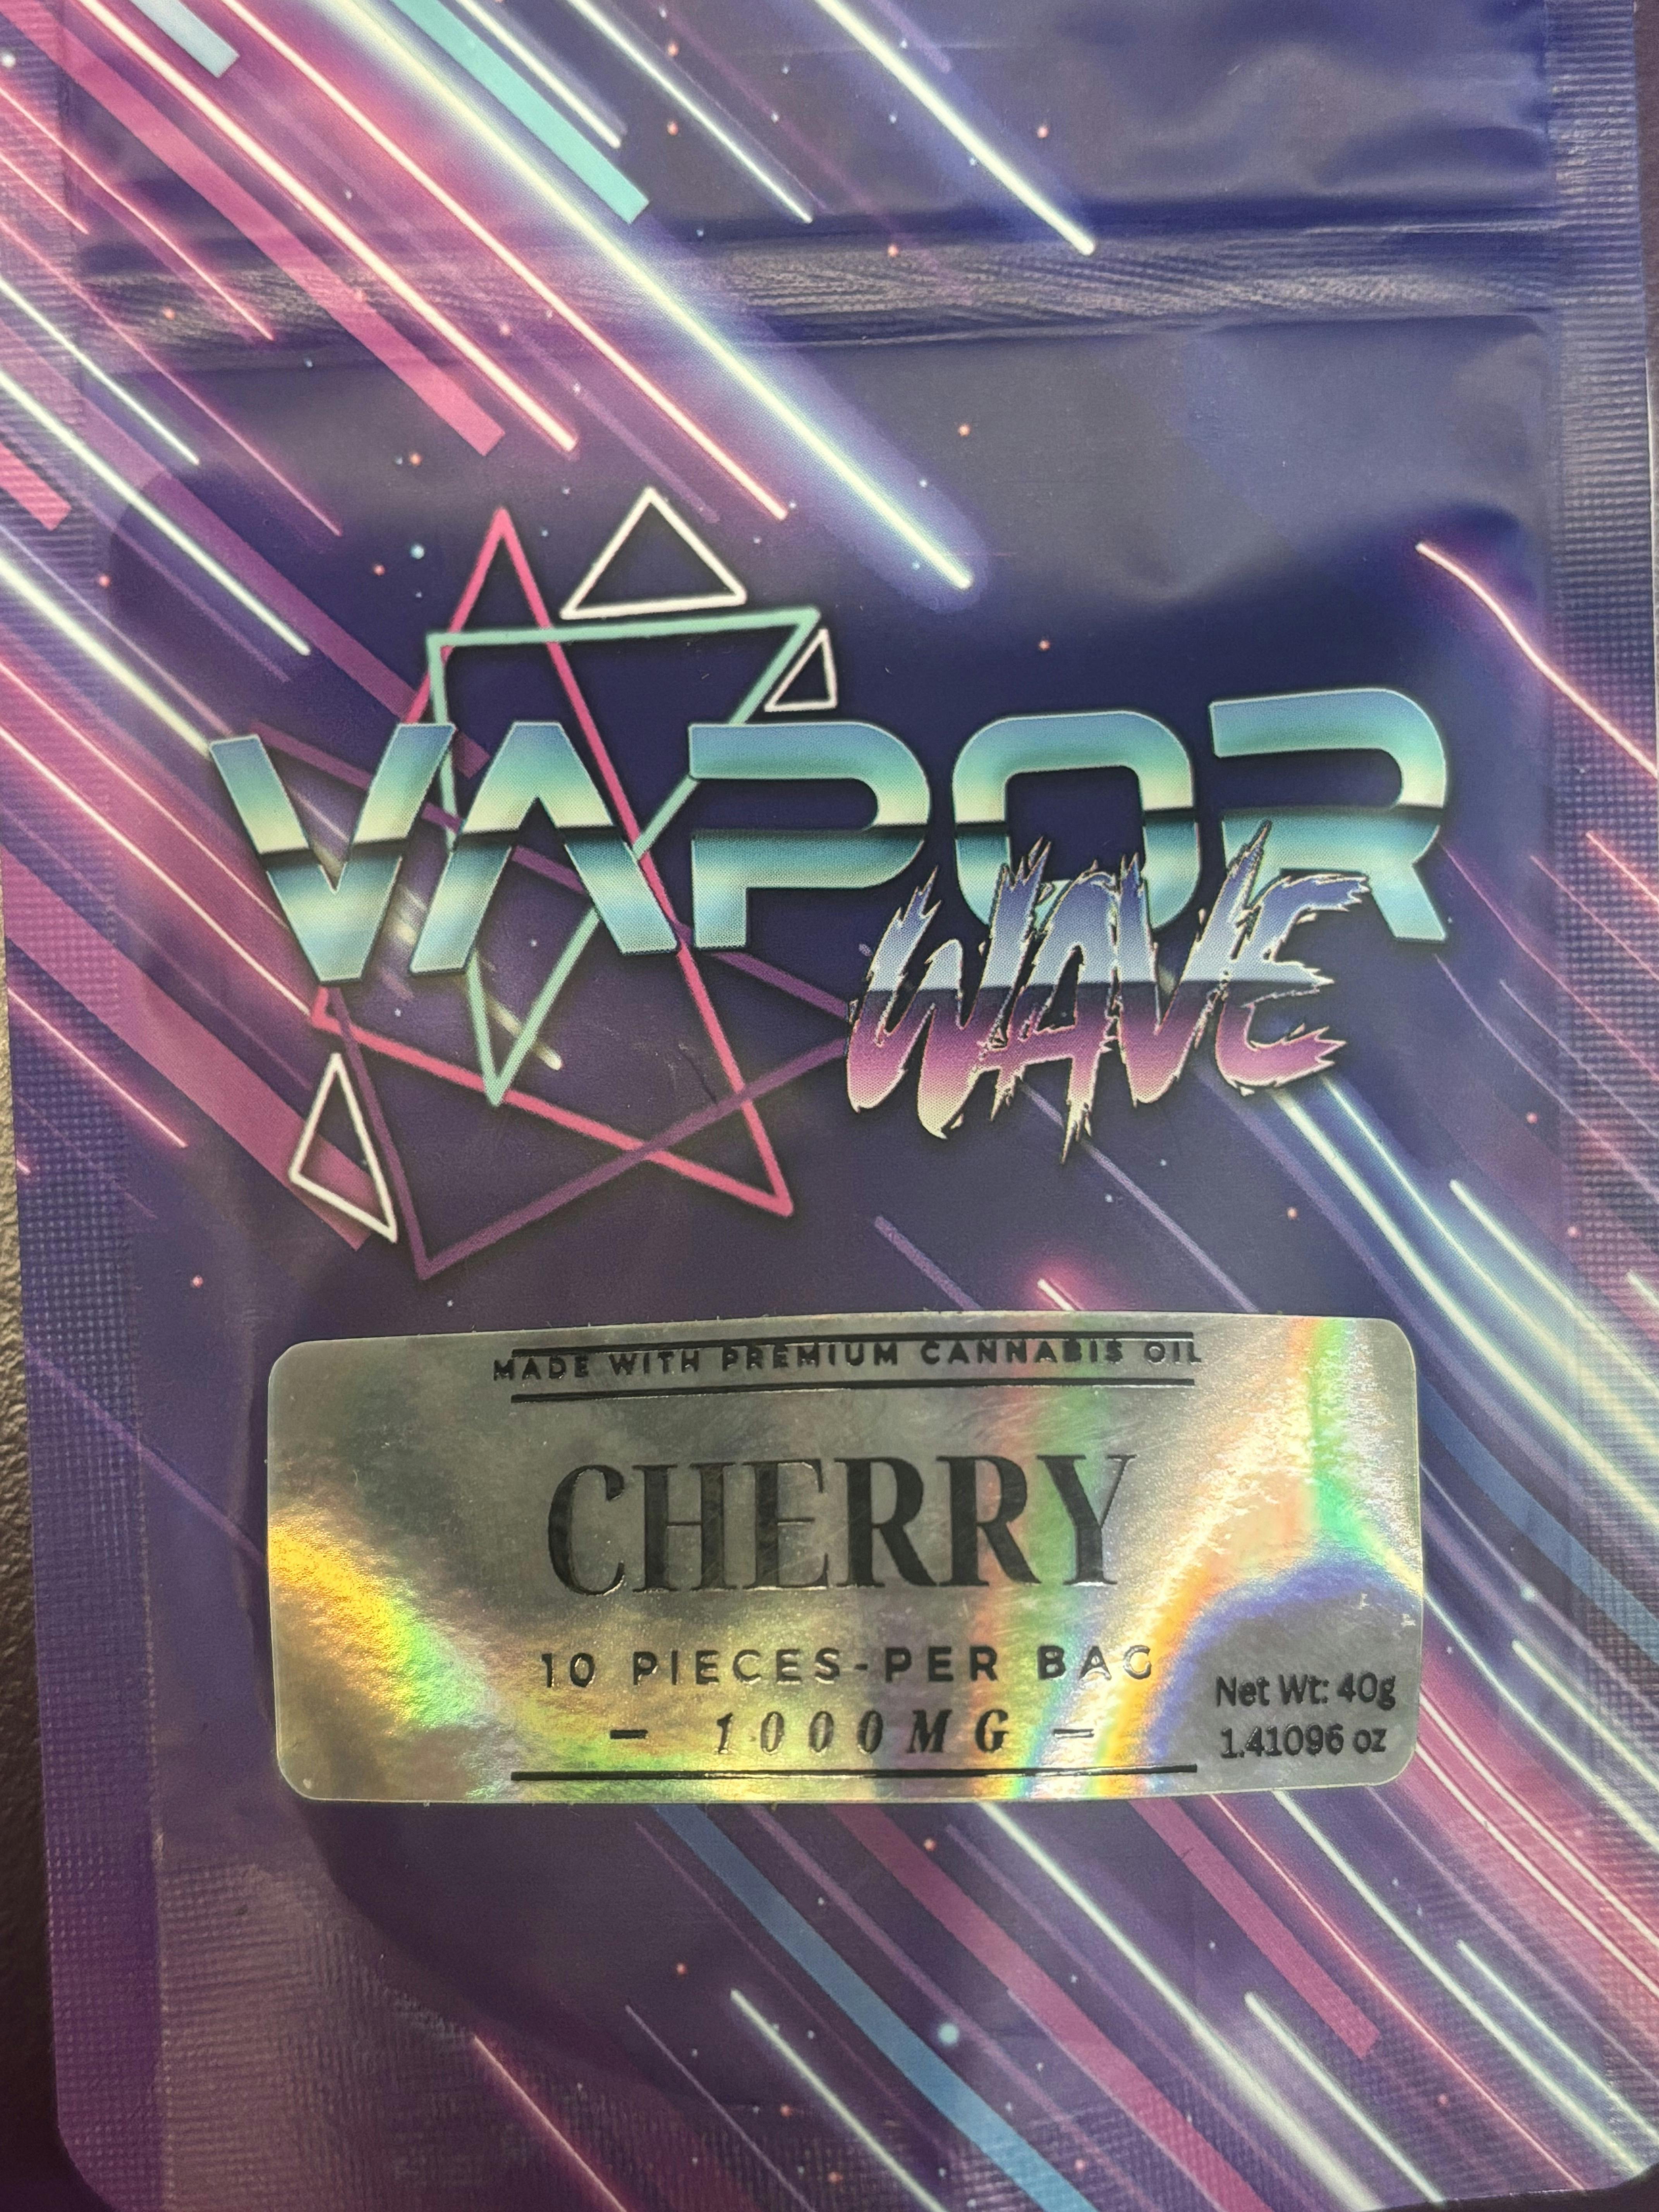 VAPOR
WAVE
MADE WITH PREMIUM CANNABIS OIL
CHERRY
10 PIECES-PER BAG
- 1000MG -
Net Wt: 40g
1.41096 oz